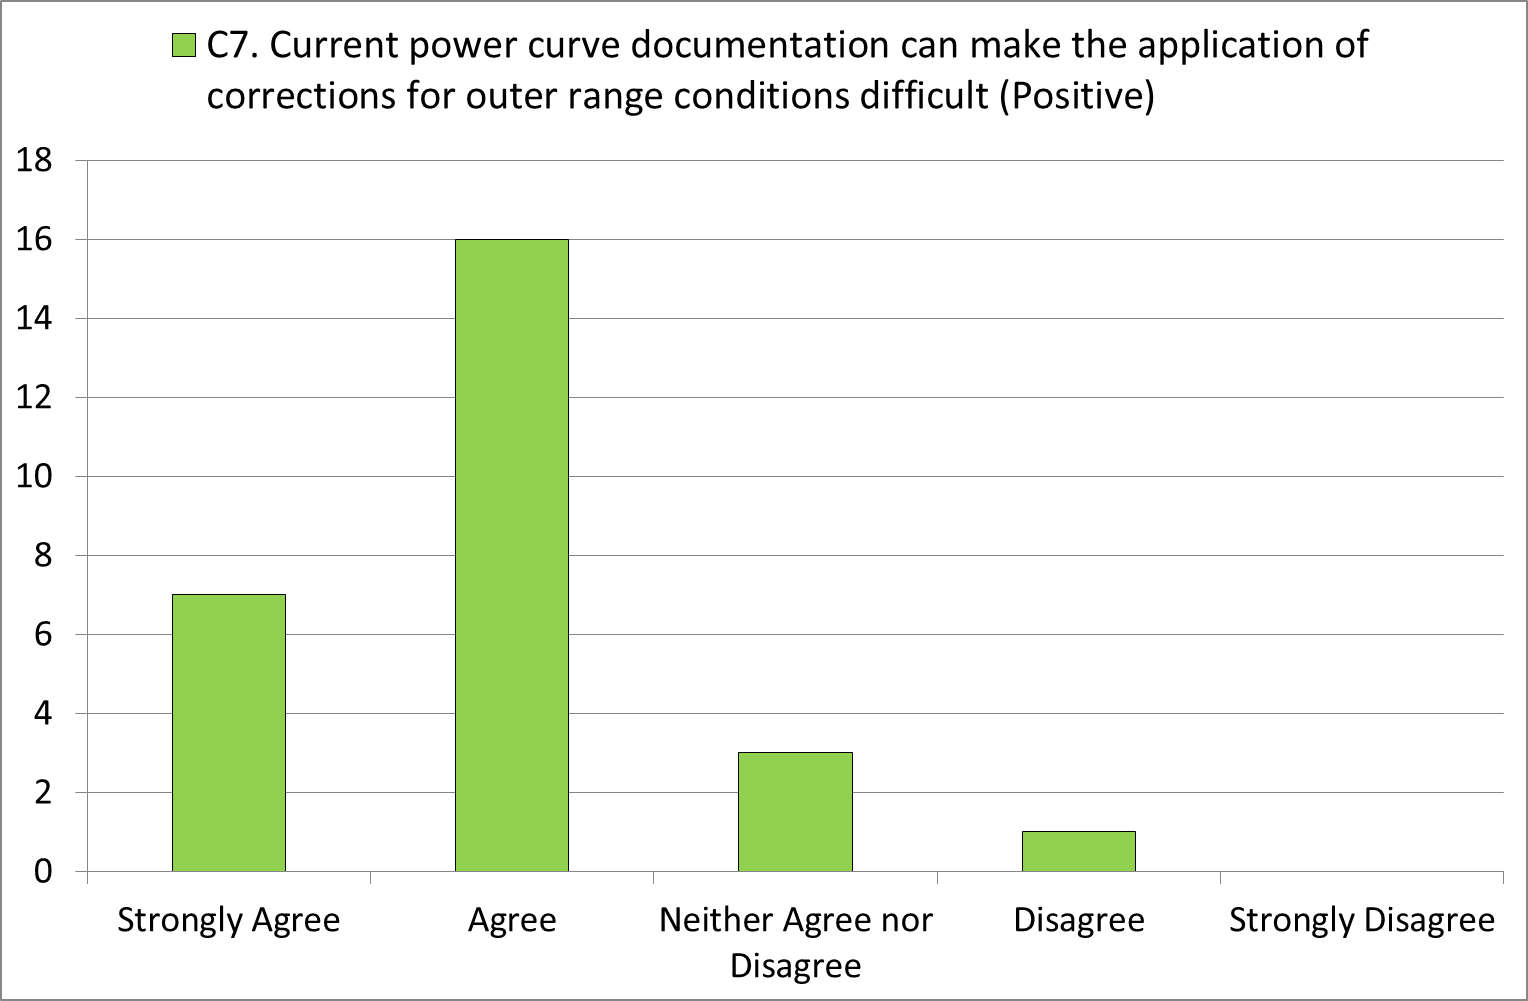 C7. Current power curve documentation can make the application of
corrections for outer range conditions difficult (Positive)
18
16
14
12
10
8
6
4
2
0
Strongly Agree
Agree
Neither Agree nor
Disagree
Disagree
Strongly Disagree